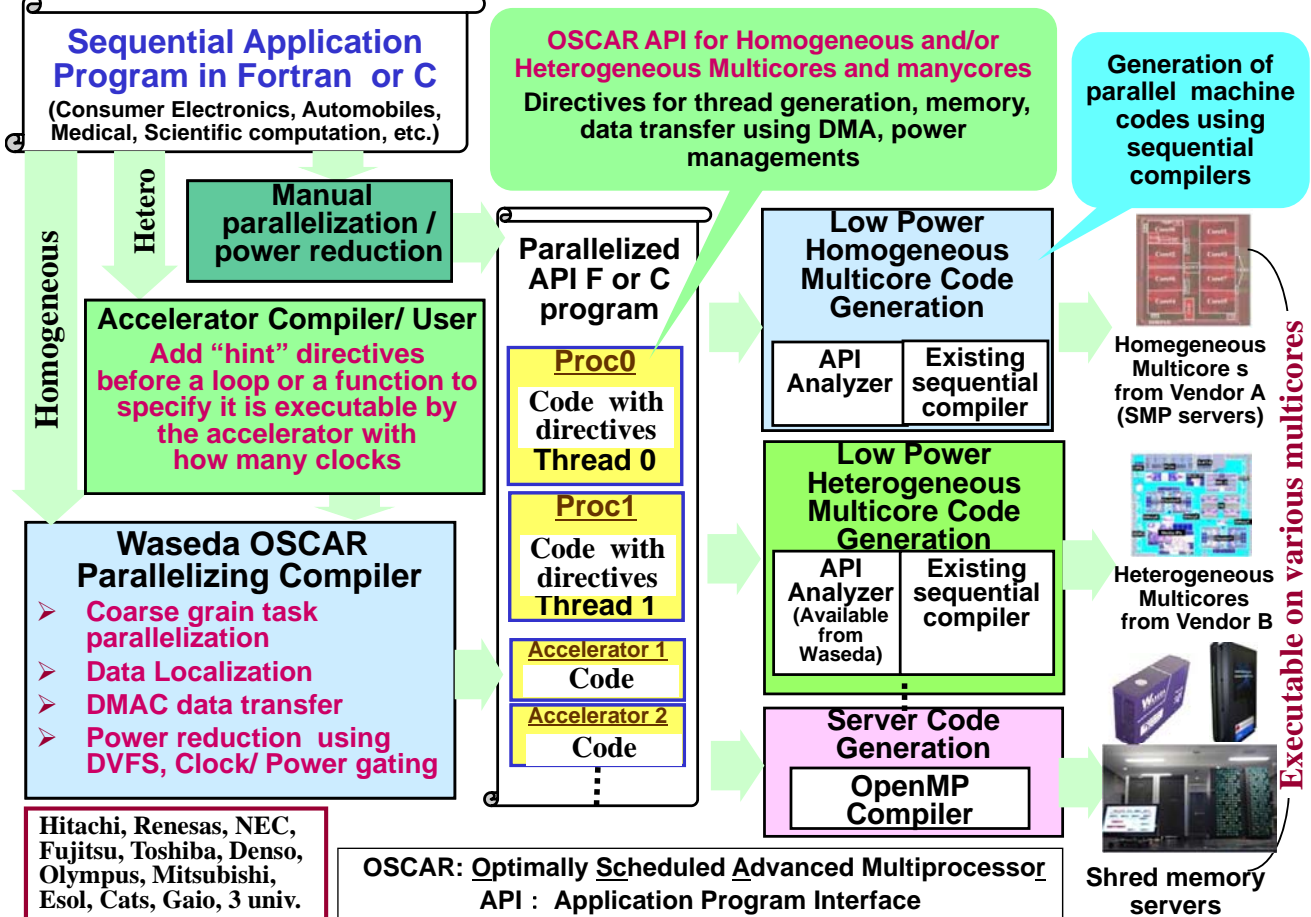 Sequential Application
Program in Fortran or C
(Consumer Electronics, Automobiles,
Medical, Scientific computation, etc.)
OSCAR API for Homogeneous and/or
Heterogeneous Multicores and manycores
Directives for thread generation, memory,
data transfer using DMA, power
managements
Generation of
parallel machine
codes using
sequential
compilers
Homogeneous
Hetero
Manual
parallelization /
power reduction
Accelerator Compiler/ User
Add “hint” directives
before a loop or a function to
specify it is executable by
the accelerator with
how many clocks
Waseda OSCAR
Parallelizing Compiler
➢ Coarse grain task
parallelization
➢ Data Localization
➢ DMAC data transfer
➢ Power reduction using
DVFS, Clock/ Power gating
Hitachi, Renesas, NEC,
Fujitsu, Toshiba, Denso,
Olympus, Mitsubishi,
Esol, Cats, Gaio, 3 univ.
Parallelized
API F or C
program
Proc0
Code with
directives
Thread 0
Proc1
Code with
directives
Thread 1
Accelerator 1
Code
Accelerator 2
Code
Low Power
Homogeneous
Multicore Code
Generation
API
Analyzer
Existing
sequential
compiler
Low Power
Heterogeneous
Multicore Code
Generation
API
Analyzer
(Available
from
Waseda)
Existing
sequential
compiler
Server Code
Generation
OpenMP
Compiler
Homegeneous
Multicore s
from Vendor A
(SMP servers)
Heterogeneous
Multicores
from Vendor B
Shred memory
servers
Executable on various multicores
OSCAR: Optimally Scheduled Advanced Multiprocessor
API : Application Program Interface